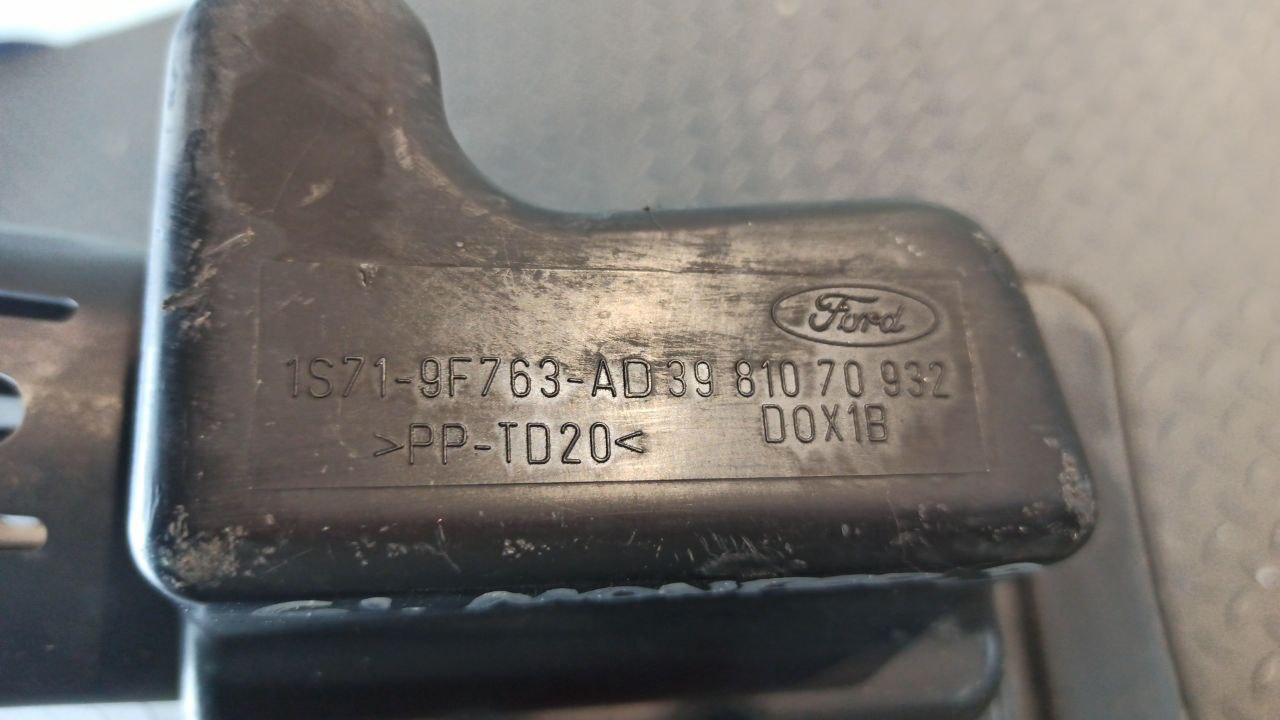 Ford
1S71-9F763-AD 39 810 70 932
>PP-TD20< DOX1B